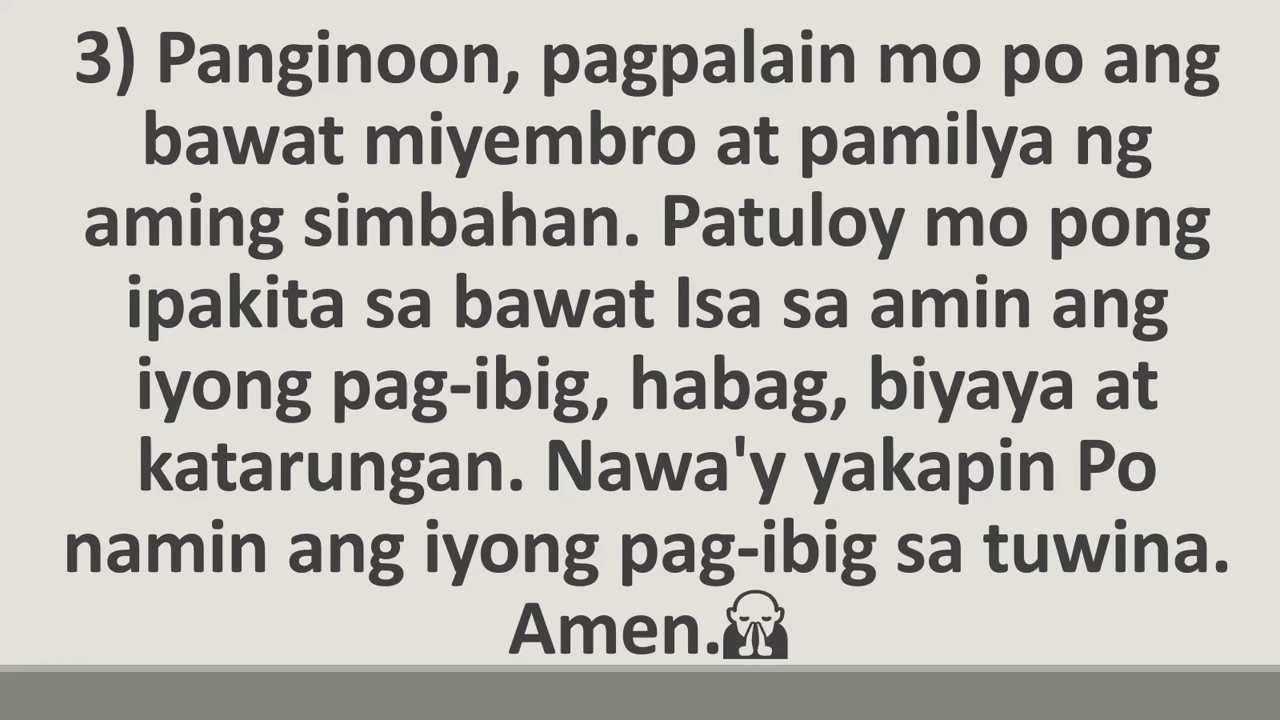 3) Panginoon, pagpalain mo po ang
bawat miyembro at pamilya ng
aming simbahan. Patuloy mo pong
ipakita sa bawat Isa sa amin ang
iyong pag-ibig, habag, biyaya at
katarungan. Nawa'y yakapin Po
namin ang iyong pag-ibig sa tuwina.
Amen.🙏